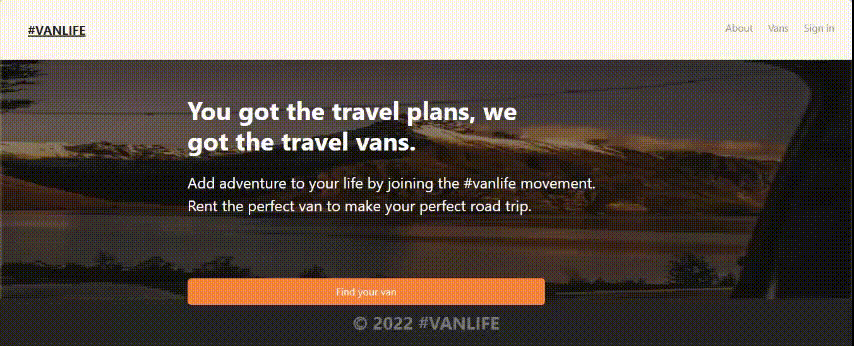 #VANLIFE
About Vans Sign in
You got the travel plans, we
got the travel vans.
Add adventure to your life by joining the #vanlife movement.
Rent the perfect van to make your perfect road trip.
Find your van
© 2022 #VANLIFE